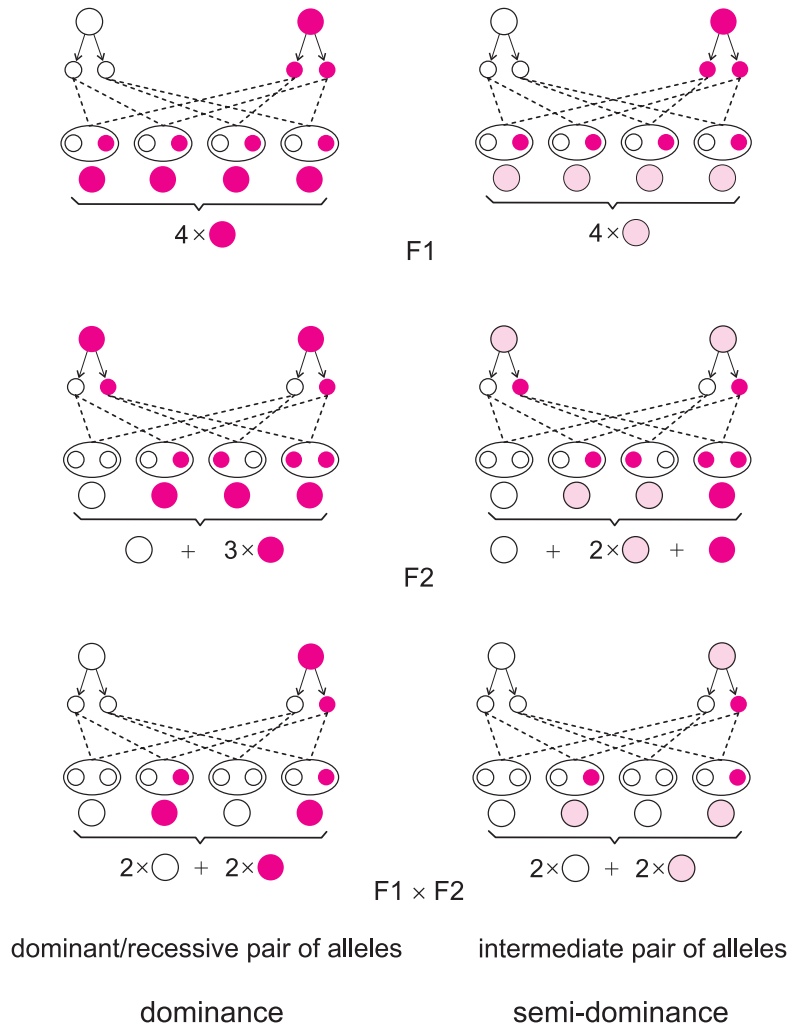 4 × 4 ×
F1
+ 3 × + 2 × +
F2
2 × + 2 × 2 × + 2 ×
F1 × F2
dominant/recessive pair of alleles intermediate pair of alleles
dominance semi-dominance